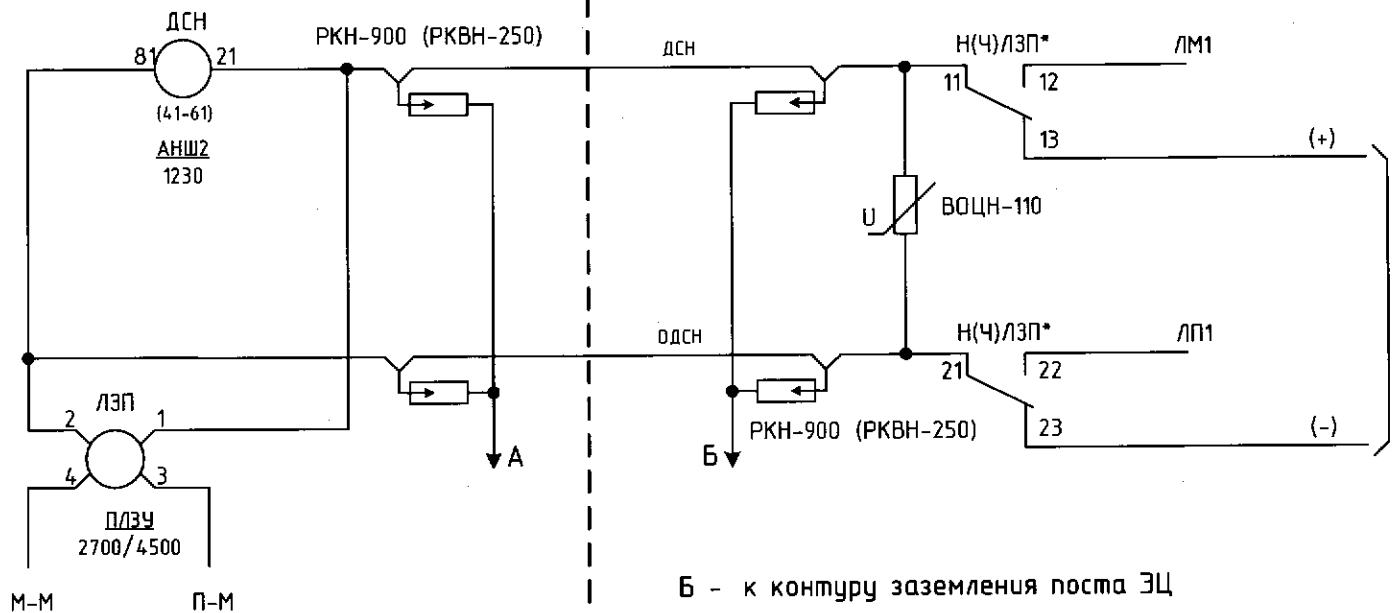 ДСН
81
21
(41-61)
АНШ2
1230
РКН-900 (РКВН-250)
ДСН
Н(Ч)ЛЗП*
ЛМ1
11
12
13
(+)
U
ВОЦН-110
ОДСН
Н(Ч)ЛЗП*
ЛП1
21
22
23
(-)
РКН-900 (РКВН-250)
ЛЗП
2
1
4
3
ПЛЗУ
2700/4500
М-М
П-М
А
Б
Б - к контуру заземления поста ЭЦ